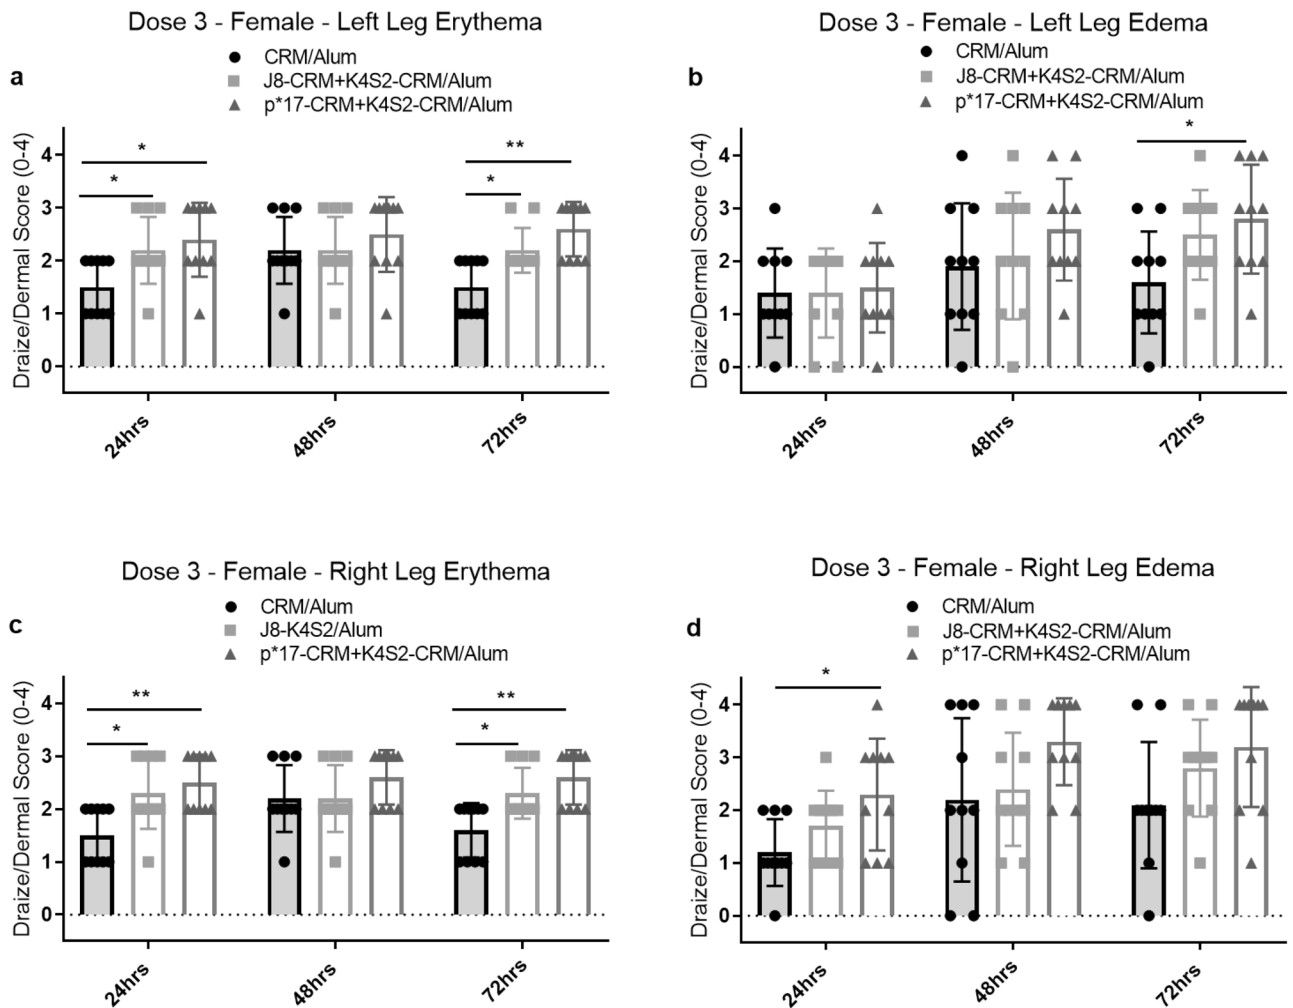 Dose 3 - Female - Left Leg Erythema
CRM/Alum
J8-CRM+K4S2-CRM/Alum
p*17-CRM+K4S2-CRM/Alum
a
Draize/Dermal Score (0-4)
4
3
2
1
0
*
*
*
**
24hrs
48hrs
72hrs
Dose 3 - Female - Left Leg Edema
CRM/Alum
J8-CRM+K4S2-CRM/Alum
p*17-CRM+K4S2-CRM/Alum
b
Draize/Dermal Score (0-4)
4
3
2
1
0
*
24hrs
48hrs
72hrs
Dose 3 - Female - Right Leg Erythema
CRM/Alum
J8-K4S2/Alum
p*17-CRM+K4S2-CRM/Alum
c
Draize/Dermal Score (0-4)
4
3
2
1
0
**
*
**
*
24hrs
48hrs
72hrs
Dose 3 - Female - Right Leg Edema
CRM/Alum
J8-CRM+K4S2-CRM/Alum
p*17-CRM+K4S2-CRM/Alum
d
Draize/Dermal Score (0-4)
4
3
2
1
0
*
24hrs
48hrs
72hrs